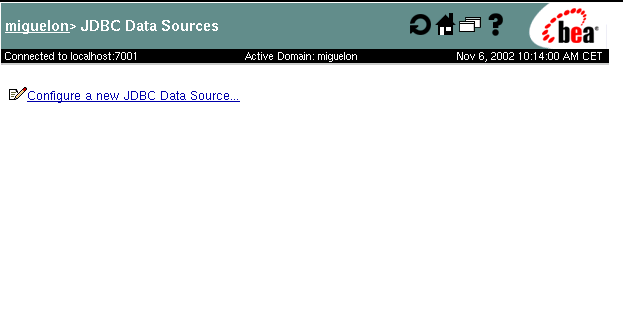 miguelon> JDBC Data Sources
?
bea
Connected to localhost:7001 Active Domain: miguelon Nov 6, 2002 10:14:00 AM CET
Configure a new JDBC Data Source...